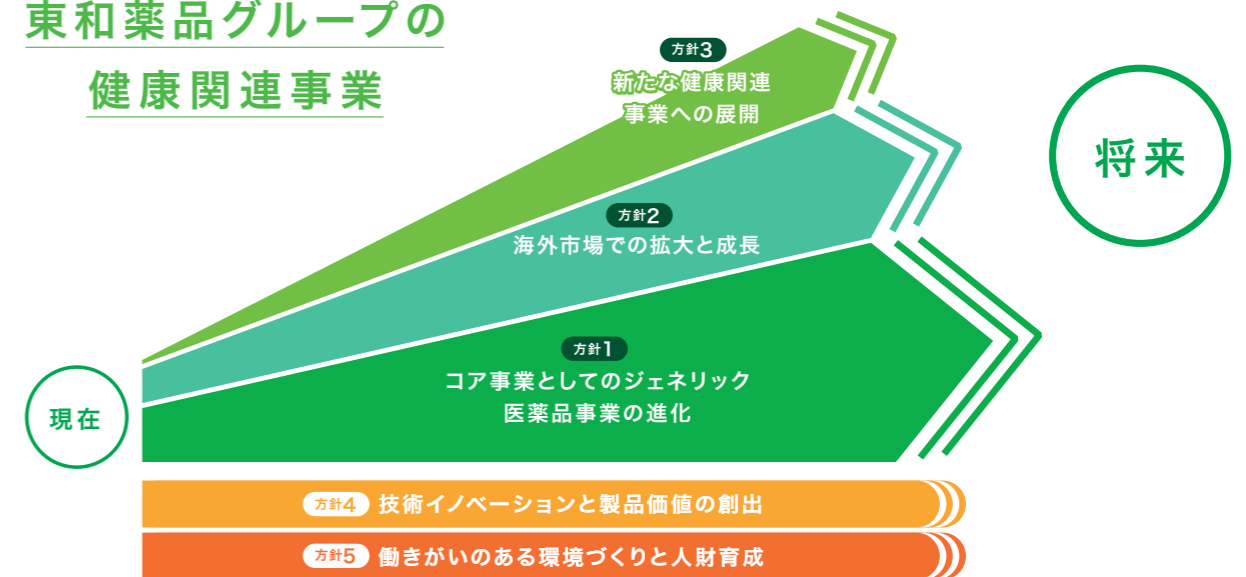 東和薬品グループの
健康関連事業
方針3
新たな健康関連
事業への展開
将来
方針2
海外市場での拡大と成長
方針1
コア事業としてのジェネリック
医薬品事業の進化
現在
方針4 技術イノベーションと製品価値の創出
方針5 働きがいのある環境づくりと人財育成